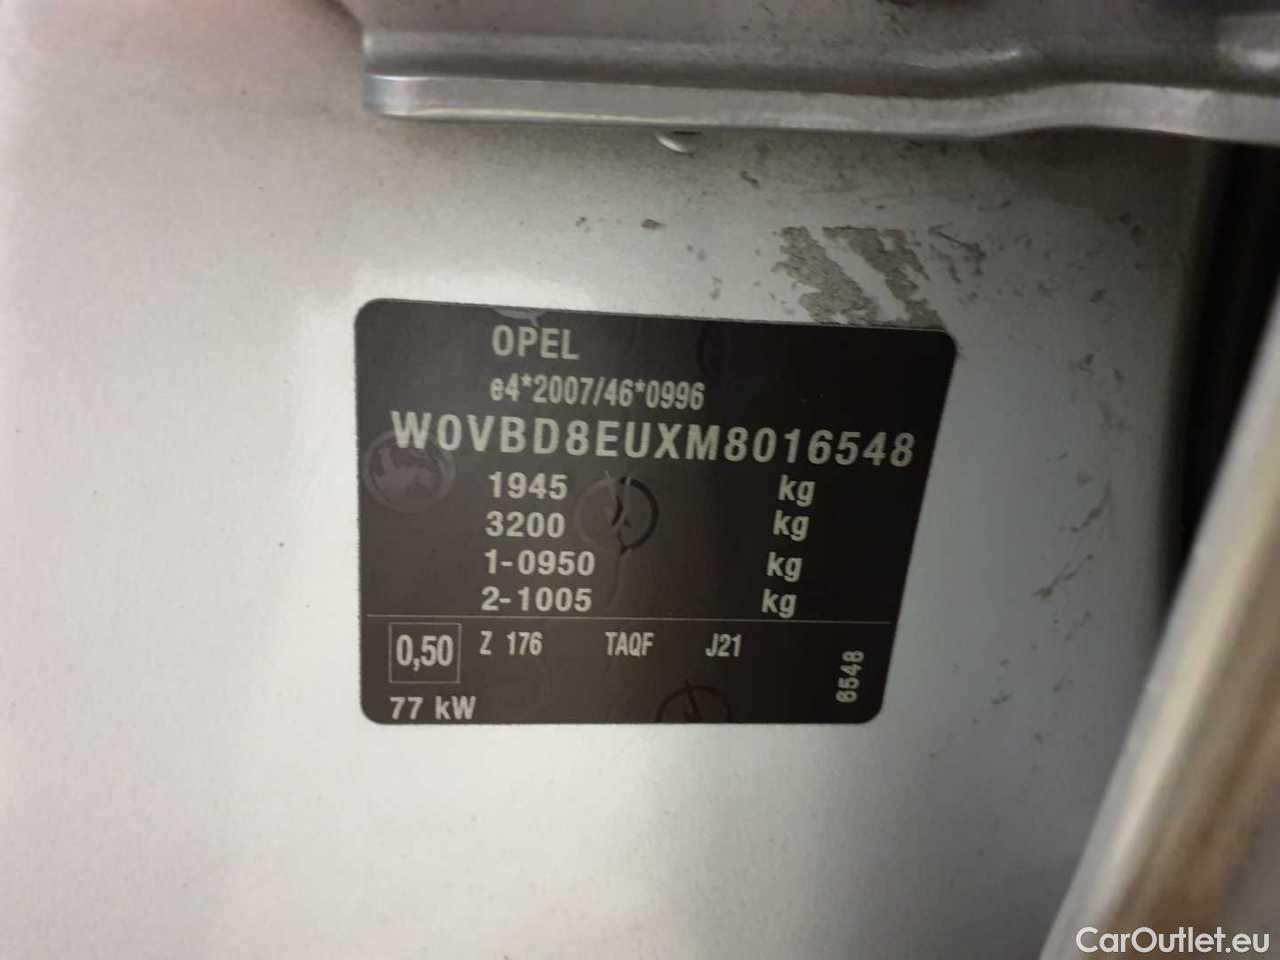 OPEL
e4*2007/46*0996
W0VBD8EUXM8016548
1945 kg
3200 kg
1-0950 kg
2-1005 kg
0,50 Z 176 TAQF J21
77 kW
6548
CarOutlet.eu